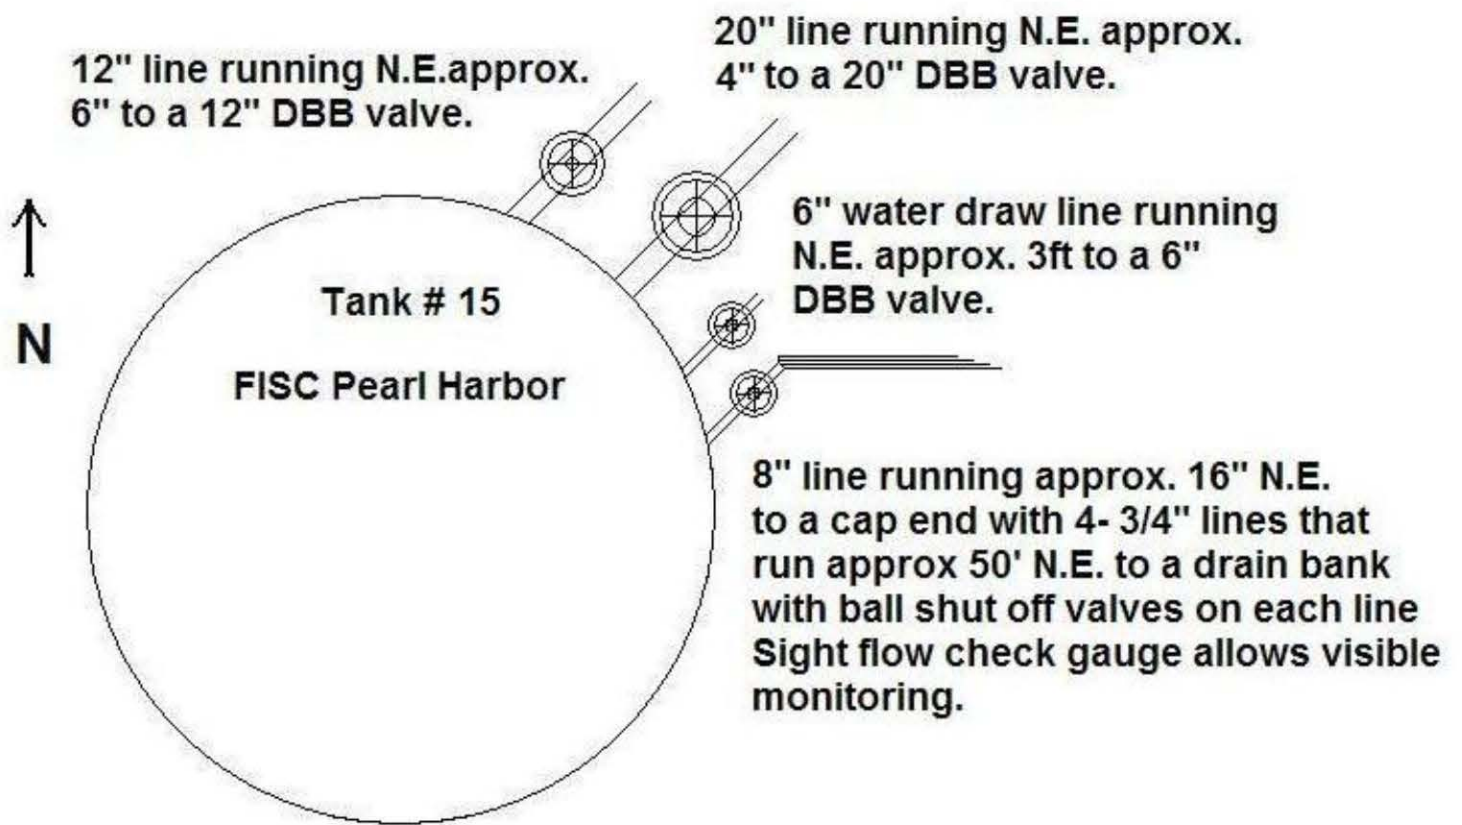 12" line running N.E.approx.
6" to a 12" DBB valve.
20" line running N.E. approx.
4" to a 20" DBB valve.
6" water draw line running
N.E. approx. 3ft to a 6"
DBB valve.
N
Tank # 15
FISC Pearl Harbor
8" line running approx. 16" N.E.
to a cap end with 4- 3/4" lines that
run approx 50' N.E. to a drain bank
with ball shut off valves on each line
Sight flow check gauge allows visible
monitoring.